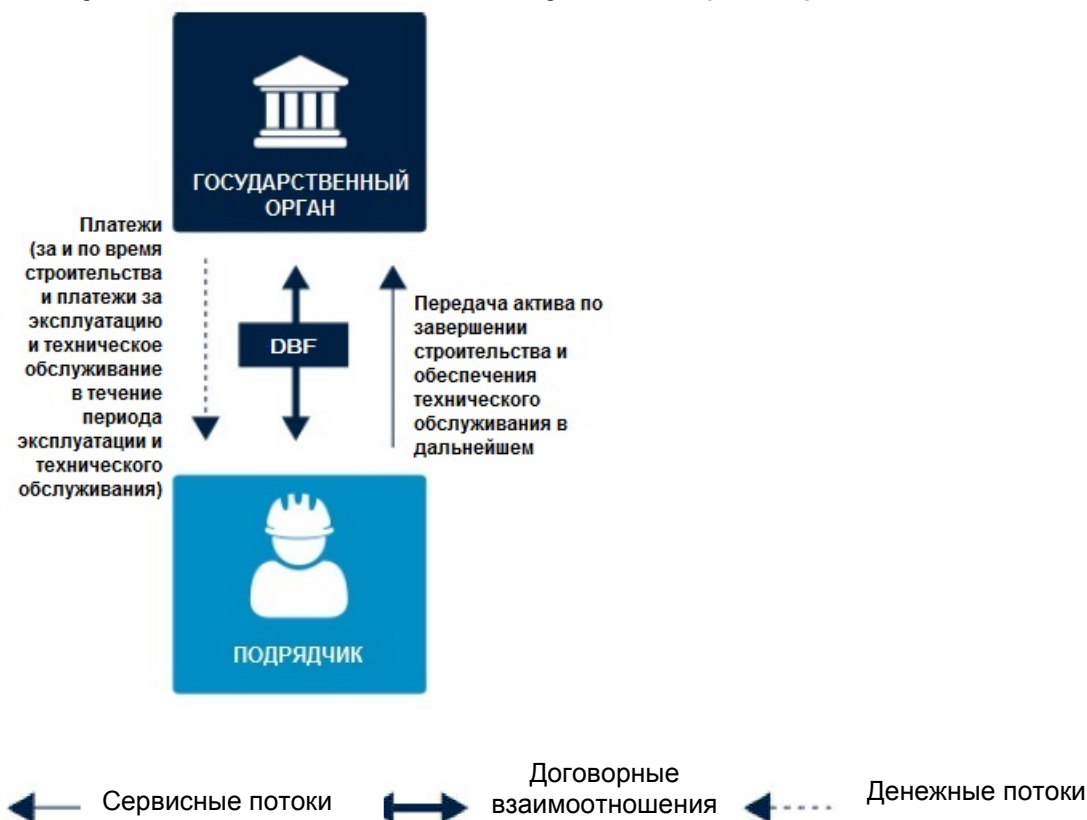 ГОСУДАРСТВЕННЫЙ
ОРГАН
Платежи
(за и по время
строительства
и платежи за
эксплуатацию
и техническое
обслуживание
в течение
периода
эксплуатации и
технического
обслуживания)
DBF
Передача актива по
завершении
строительства и
обеспечения
технического
обслуживания в
дальнейшем
ПОДРЯДЧИК
Сервисные потоки
Договорные
взаимоотношения
Денежные потоки